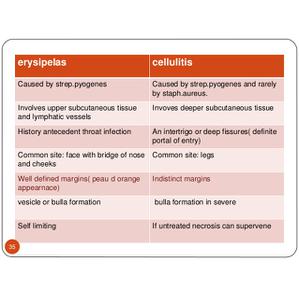 erysipelas cellulitis
Caused by strep.pyogenes Caused by strep.pyogenes and rarely
by staph.aureus.
Involves upper subcutaneous tissue Invoves deeper subcutaneous tissue
and lymphatic vessels
History antecedent throat infection An intertrigo or deep fissures( definite
portal of entry)
Common site: face with bridge of nose Common site: legs
and cheeks
Well defined margins( peau d orange Indistinct margins
appearnace)
vesicle or bulla formation bulla formation in severe
Self limiting If untreated necrosis can supervene
35